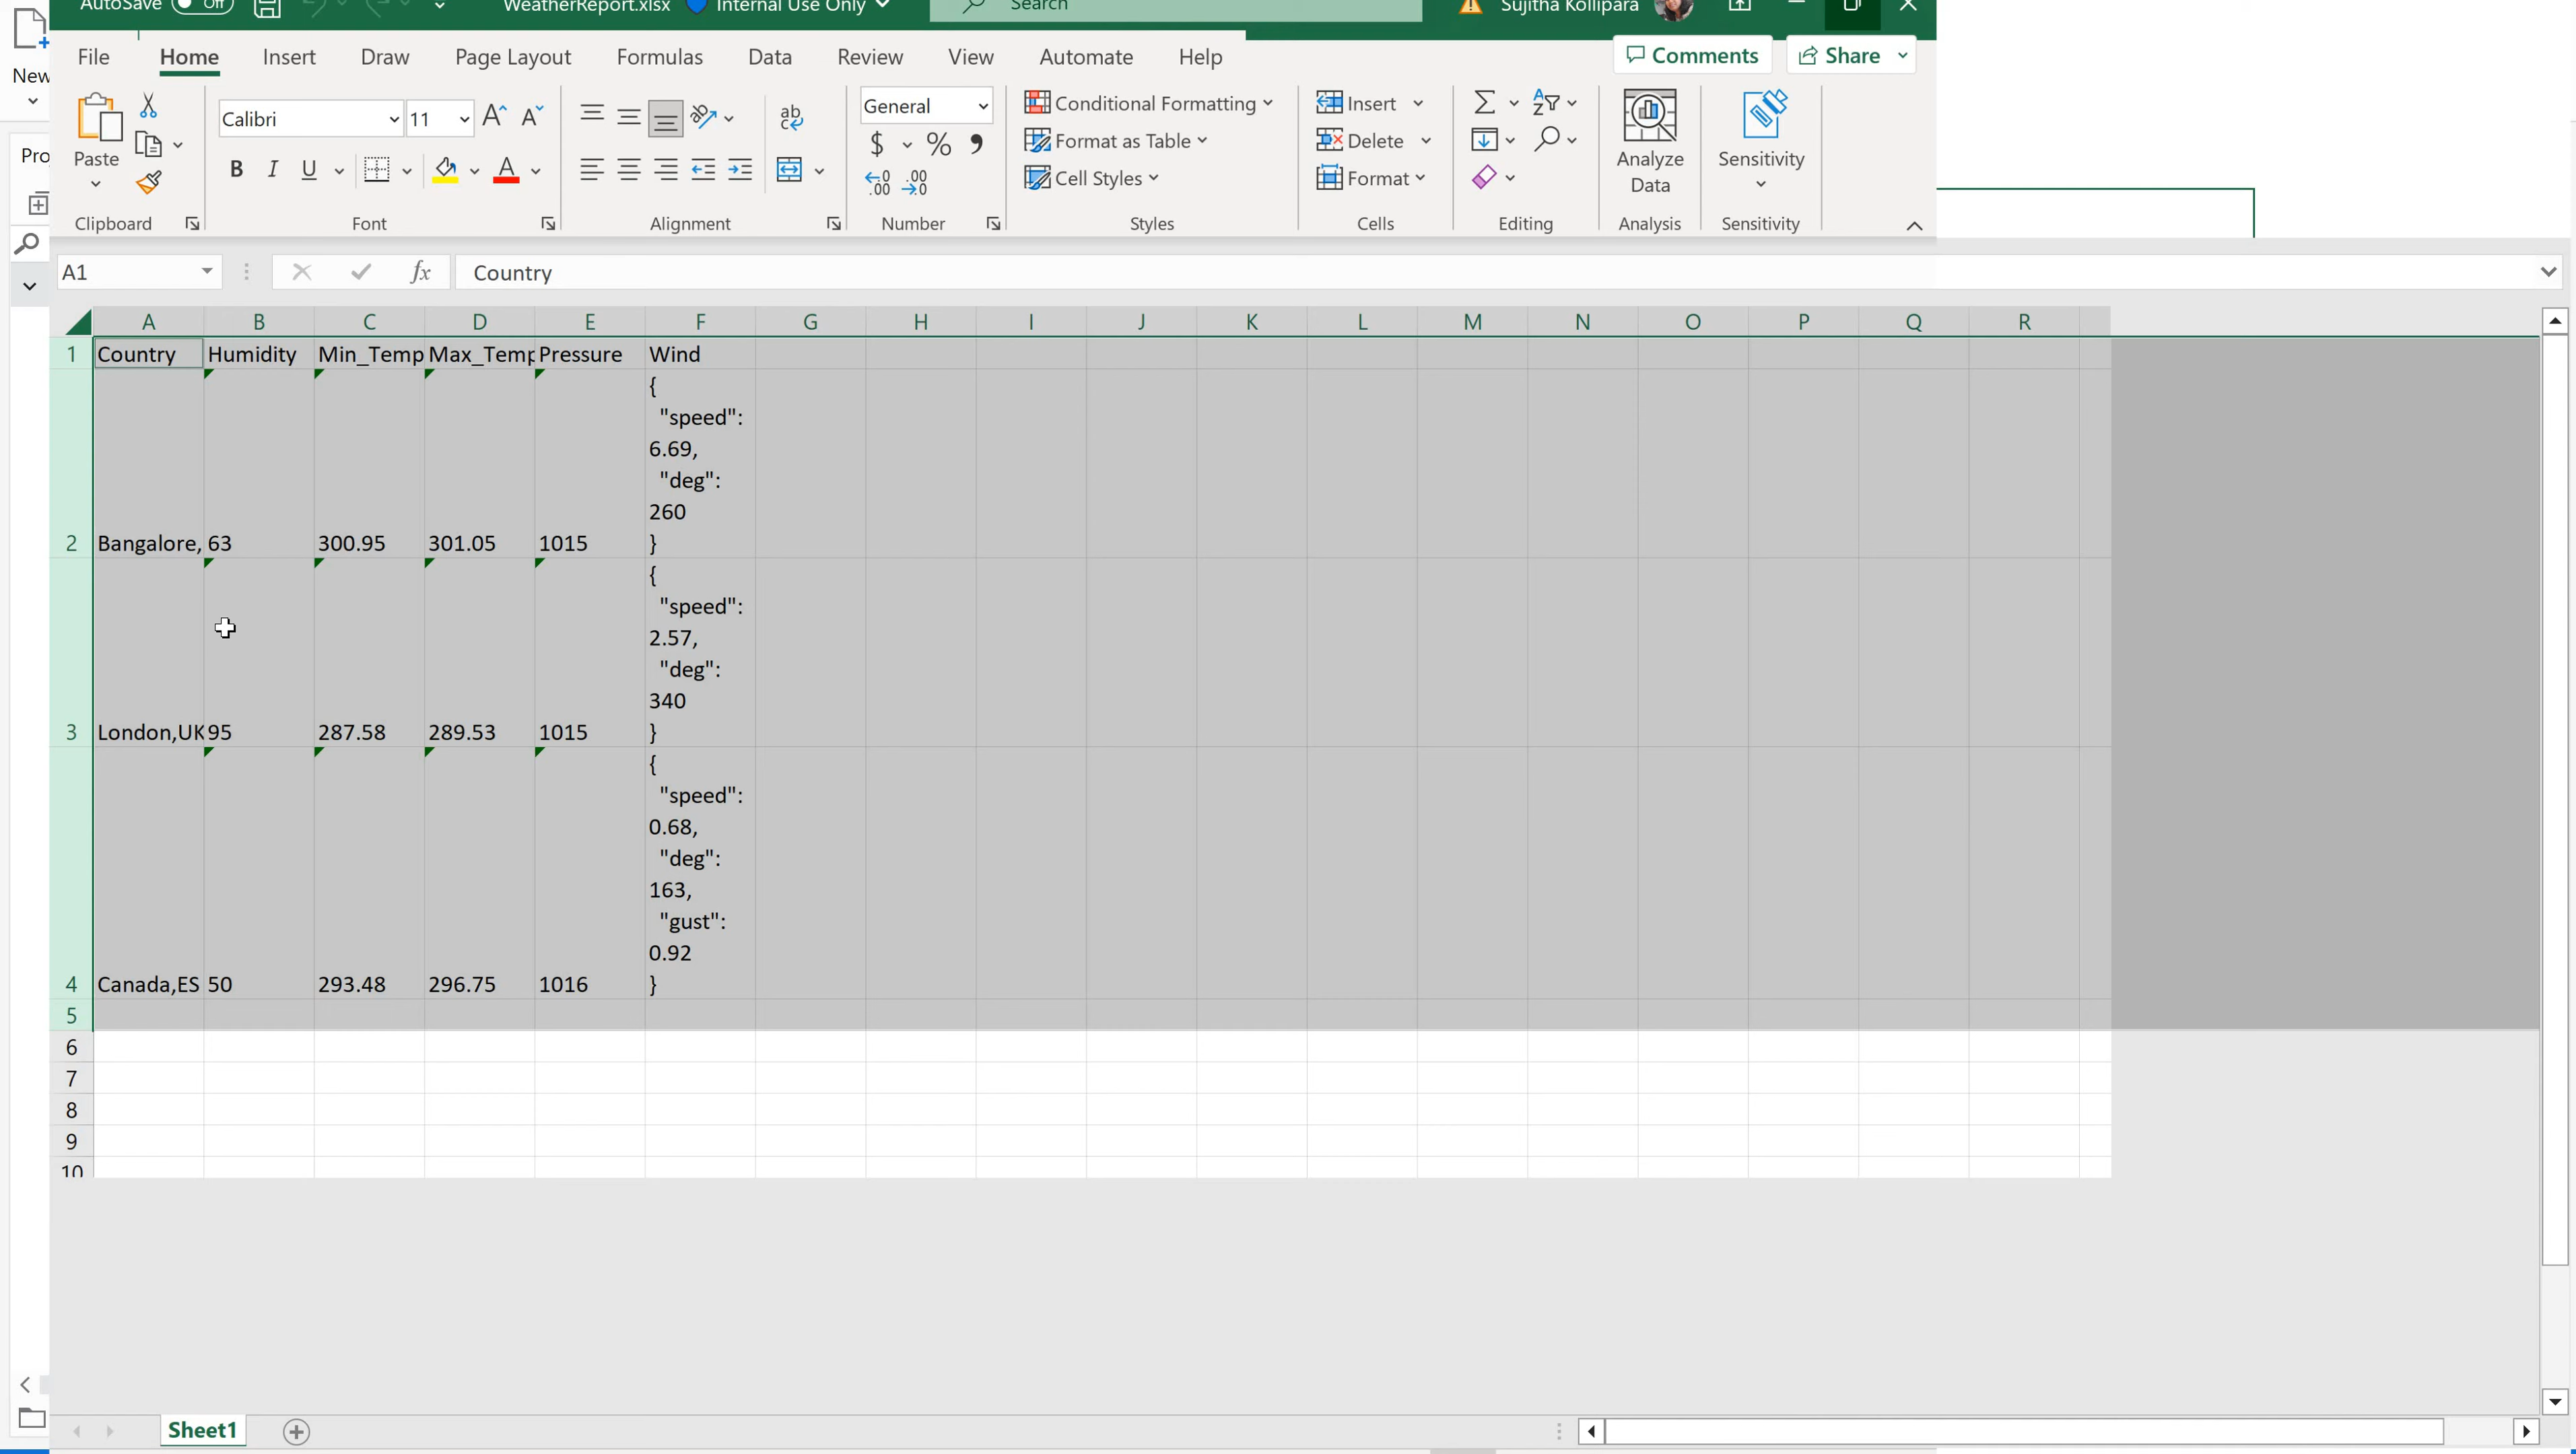 AutoSave Off WeatherReport.xlsx Internal Use Only Search Sujitha Kollipara
New
File Home Insert Draw Page Layout Formulas Data Review View Automate Help Comments Share
Paste
Calibri 11
B I U
ab
General
$ % ,
.00 .00
Conditional Formatting
Format as Table
Cell Styles
Insert
Delete
Format
Analyze
Data
Sensitivity
Clipboard Font Alignment Number Styles Cells Editing Analysis Sensitivity
A1 fx Country
A B C D E F G H I J K L M N O P Q R
1 Country Humidity Min_Temp Max_Temp Pressure Wind
{
"speed":
6.69,
"deg":
260
2 Bangalore, 63 300.95 301.05 1015 }
{
"speed":
2.57,
"deg":
340
3 London,UK 95 287.58 289.53 1015 }
{
"speed":
0.68,
"deg":
163,
"gust":
0.92
4 Canada,ES 50 293.48 296.75 1016 }
5
6
7
8
9
10
Sheet1